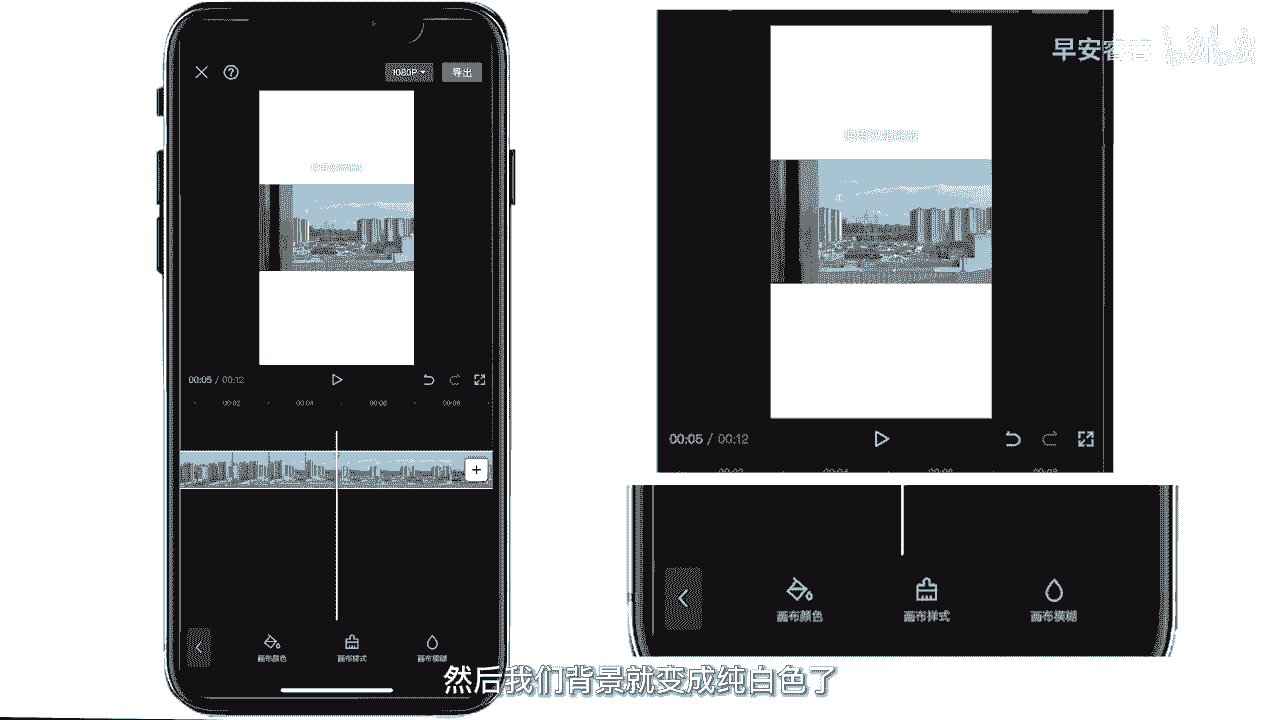 1080P
导出
00:05 / 00:12
00:02
00:04
00:06
00:08
画布颜色
画布样式
画布模糊
早安
00:05 / 00:12
画布颜色
画布样式
画布模糊
然后我们背景就变成纯白色了